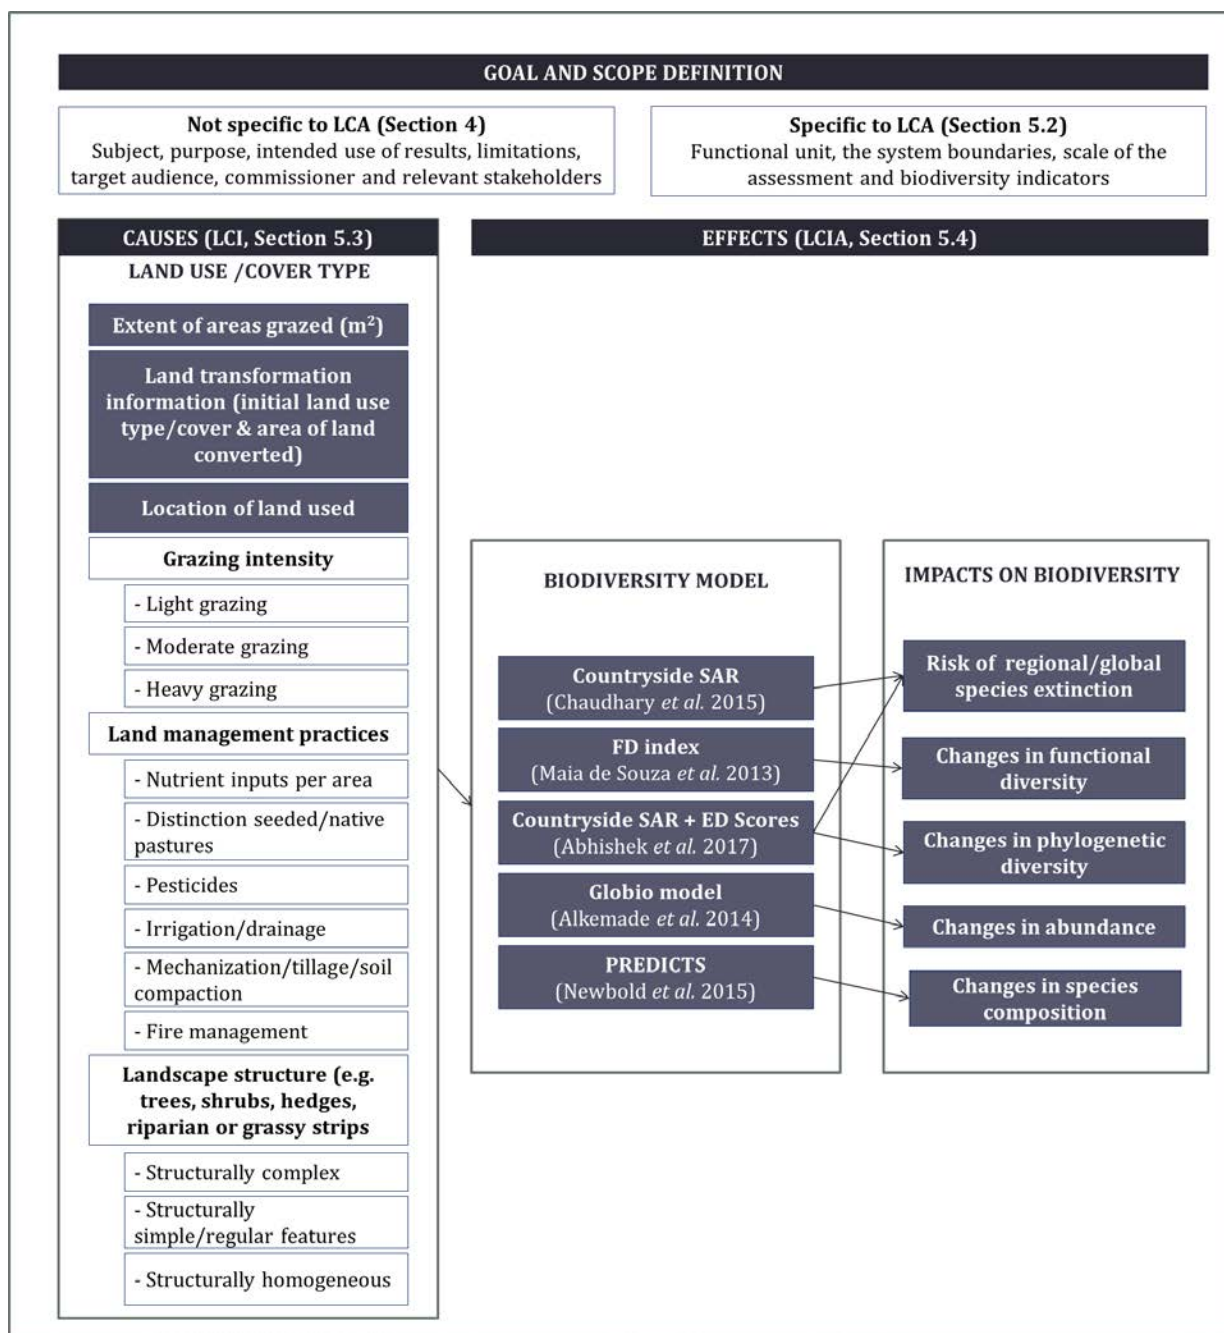 GOAL AND SCOPE DEFINITION
Not specific to LCA (Section 4)
Subject, purpose, intended use of results, limitations,
target audience, commissioner and relevant stakeholders
Specific to LCA (Section 5.2)
Functional unit, the system boundaries, scale of the
assessment and biodiversity indicators
CAUSES (LCI, Section 5.3)
LAND USE /COVER TYPE
Extent of areas grazed (m²)
Land transformation
information (initial land use
type/cover & area of land
converted)
Location of land used
Grazing intensity
- Light grazing
- Moderate grazing
- Heavy grazing
Land management practices
- Nutrient inputs per area
- Distinction seeded/native
pastures
- Pesticides
- Irrigation/drainage
- Mechanization/tillage/soil
compaction
- Fire management
Landscape structure (e.g.
trees, shrubs, hedges,
riparian or grassy strips
- Structurally complex
- Structurally
simple/regular features
- Structurally homogeneous
EFFECTS (LCIA, Section 5.4)
BIODIVERSITY MODEL
Countryside SAR
(Chaudhary et al. 2015)
FD index
(Maia de Souza et al. 2013)
Countryside SAR + ED Scores
(Abhishek et al. 2017)
Globio model
(Alkemade et al. 2014)
PREDICTS
(Newbold et al. 2015)
IMPACTS ON BIODIVERSITY
Risk of regional/global
species extinction
Changes in functional
diversity
Changes in phylogenetic
diversity
Changes in abundance
Changes in species
composition